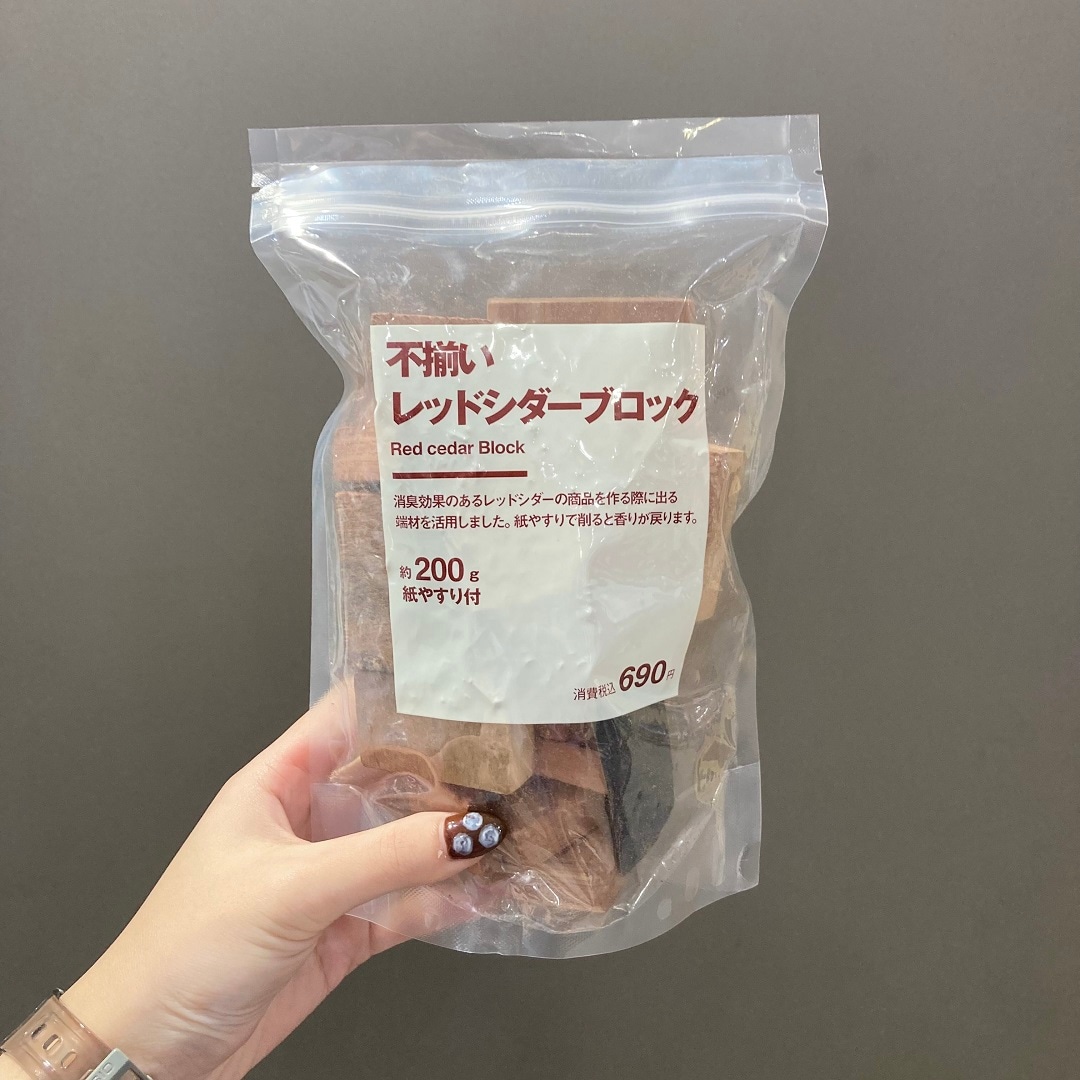 不揃い
レッドシダーブロック
Red cedar Block
消臭効果のあるレッドシダーの商品を作る際に出る
端材を活用しました。紙やすりで削ると香りが戻ります。
約200g
紙やすり付
消費税込690円